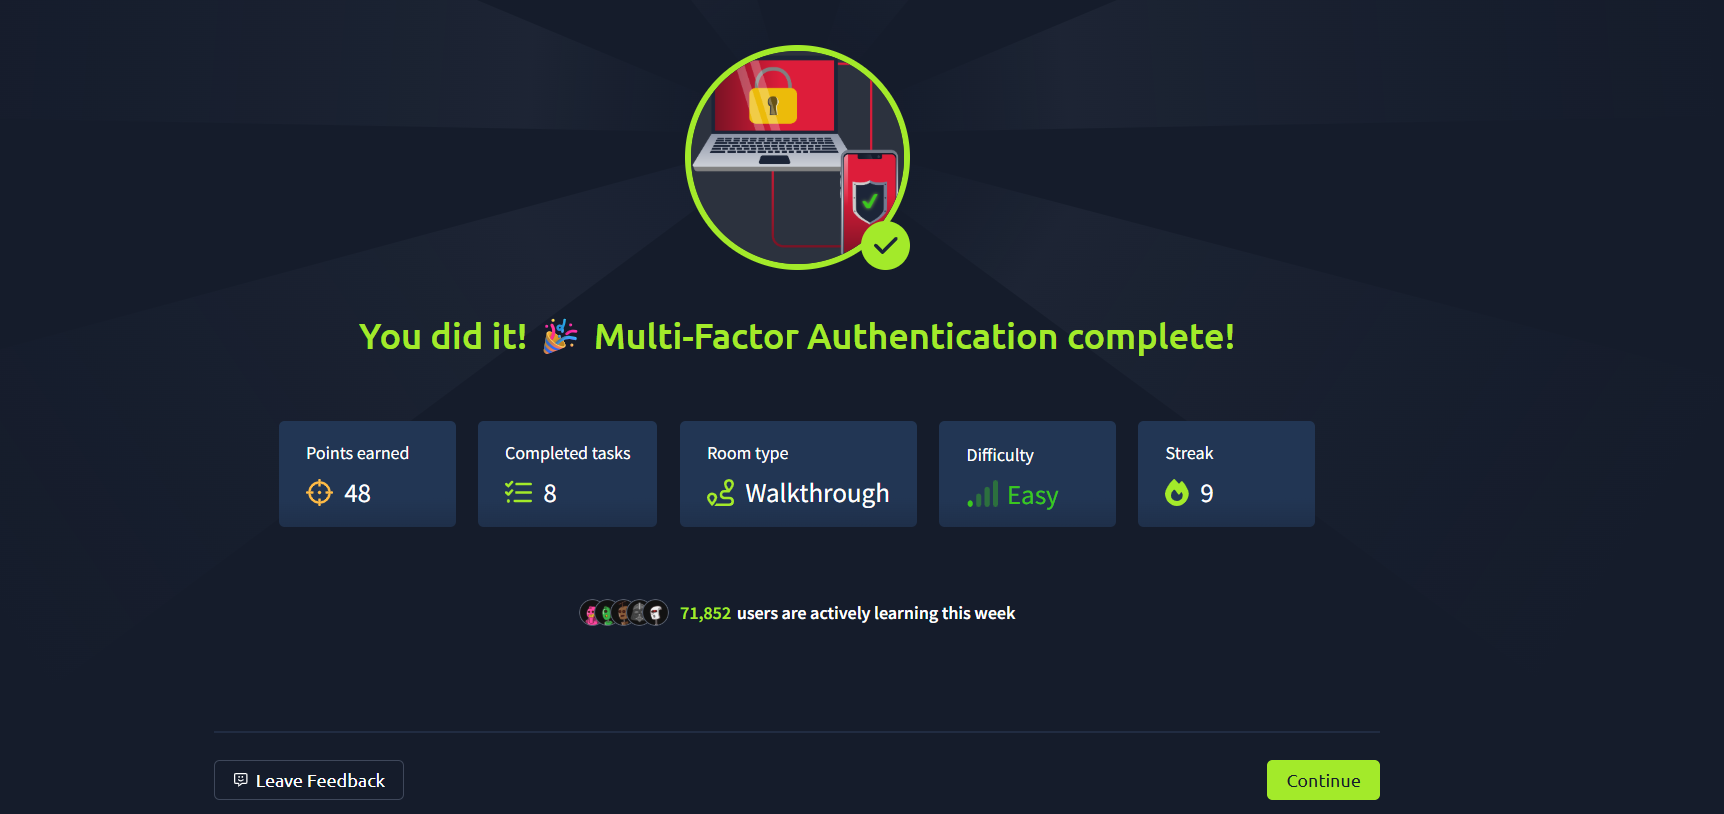 You did it! 🎉 Multi-Factor Authentication complete!
Points earned
48
Completed tasks
8
Room type
Walkthrough
Difficulty
Easy
Streak
9
71,852 users are actively learning this week
Leave Feedback
Continue